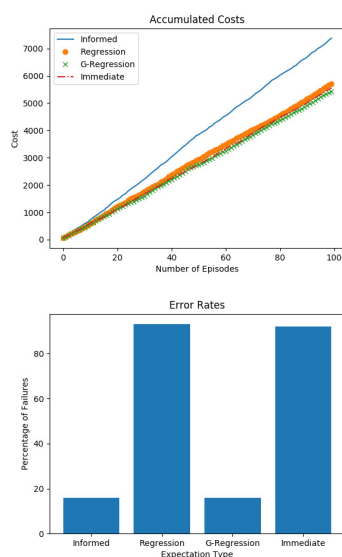 Accumulated Costs
Informed
Regression
G-Regression
Immediate
7000
6000
5000
4000
3000
2000
1000
0
Cost
0 20 40 60 80 100
Number of Episodes
Error Rates
80
60
40
20
0
Percentage of Failures
Informed Regression G-Regression Immediate
Expectation Type